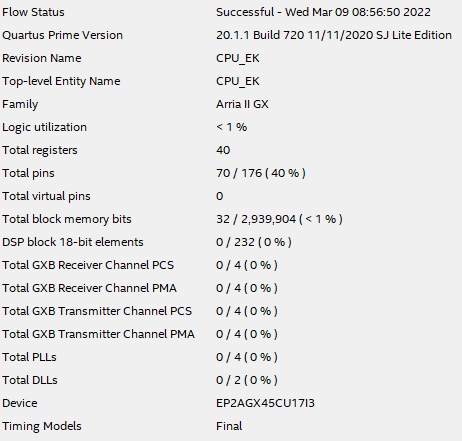 Flow Status Successful - Wed Mar 09 08:56:50 2022
Quartus Prime Version 20.1.1 Build 720 11/11/2020 SJ Lite Edition
Revision Name CPU_EK
Top-level Entity Name CPU_EK
Family Arria II GX
Logic utilization < 1 %
Total registers 40
Total pins 70 / 176 ( 40 % )
Total virtual pins 0
Total block memory bits 32 / 2,939,904 ( < 1 % )
DSP block 18-bit elements 0 / 232 ( 0 % )
Total GXB Receiver Channel PCS 0 / 4 ( 0 % )
Total GXB Receiver Channel PMA 0 / 4 ( 0 % )
Total GXB Transmitter Channel PCS 0 / 4 ( 0 % )
Total GXB Transmitter Channel PMA 0 / 4 ( 0 % )
Total PLLs 0 / 4 ( 0 % )
Total DLLs 0 / 2 ( 0 % )
Device EP2AGX45CU17I3
Timing Models Final